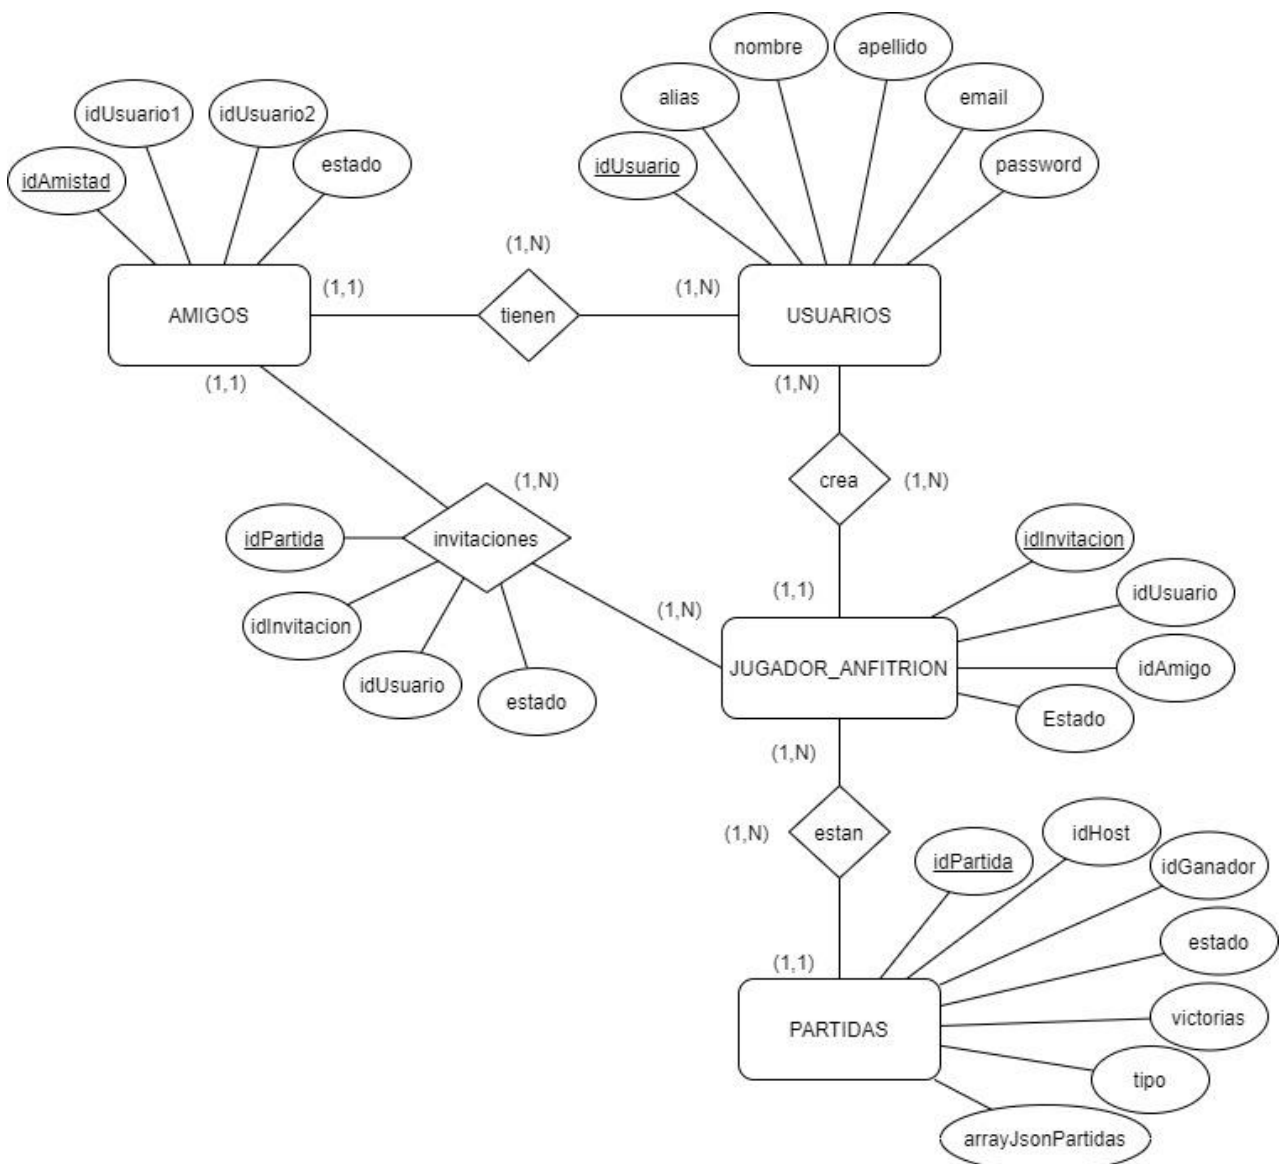 nombre
apellido
alias
email
idUsuario1
idUsuario2
estado
idUsuario
password
idAmistad
(1,N)
(1,1)
(1,N)
AMIGOS
tienen
USUARIOS
(1,1)
(1,N)
(1,N)
crea
(1,N)
idPartida
invitaciones
idInvitacion
idInvitacion
idUsuario
(1,1)
(1,N)
idUsuario
estado
JUGADOR_ANFITRION
idAmigo
Estado
(1,N)
(1,N)
estan
idHost
idPartida
idGanador
estado
(1,1)
victorias
PARTIDAS
tipo
arrayJsonPartidas